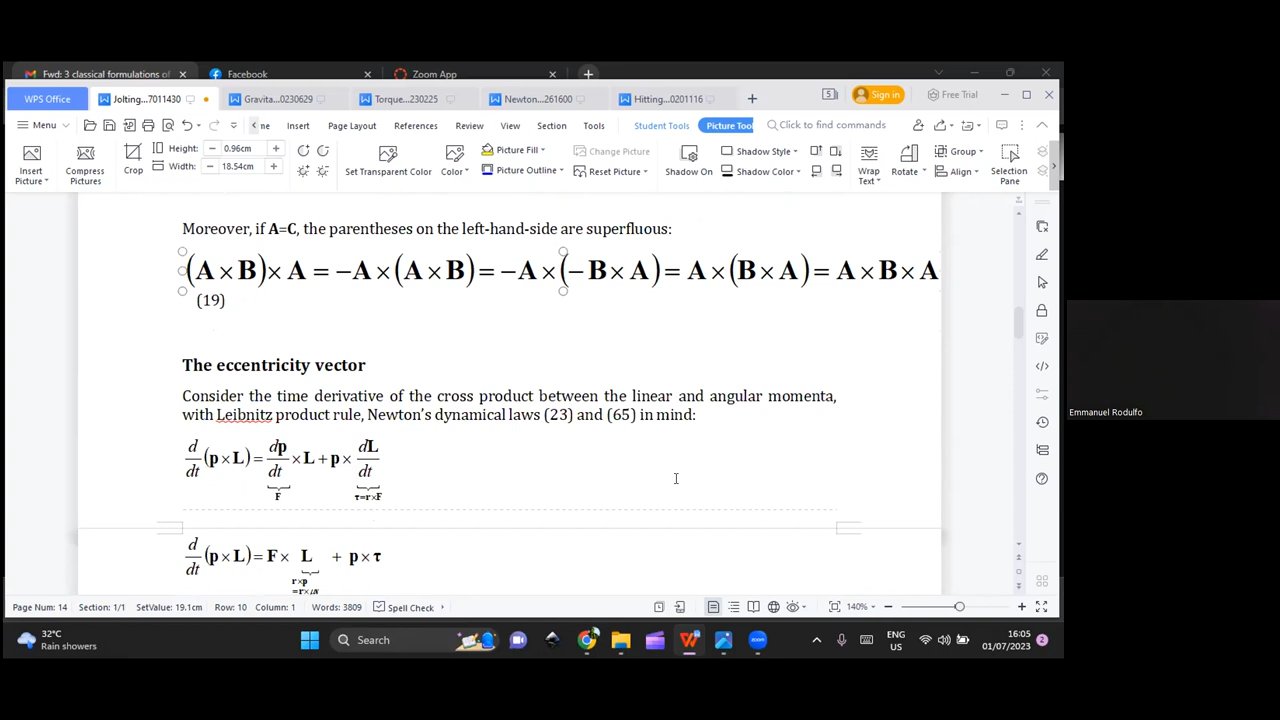 Fwd: 3 classical formulations of
Facebook
Zoom App
WPS Office
Jolting...7011430
Gravita...0230629
Torque...230225
Newton...261600
Hitting...0201116
Sign in
Free Trial
Menu
ne
Insert
Page Layout
References
Review
View
Section
Tools
Student Tools
Picture Tool
Click to find commands
Height: 0.96cm
Width: 18.54cm
Insert Picture
Compress Pictures
Crop
Set Transparent Color
Color
Picture Fill
Picture Outline
Change Picture
Reset Picture
Shadow On
Shadow Style
Shadow Color
Wrap Text
Rotate
Group
Align
Selection Pane
Moreover, if A=C, the parentheses on the left-hand-side are superfluous:
(A×B)×A = −A×(A×B) = −A×(−B×A) = A×(B×A) = A×B×A
(19)
The eccentricity vector
Consider the time derivative of the cross product between the linear and angular momenta,
with Leibnitz product rule, Newton's dynamical laws (23) and (65) in mind:
d/dt (p×L) = dp/dt ×L + p× dL/dt
F τ=r×F
d/dt (p×L) = F× L + p×τ
r×p
Emmanuel Rodulfo
Page Num: 14
Section: 1/1
SetValue: 19.1cm
Row: 10
Column: 1
Words: 3809
Spell Check
140%
32°C
Rain showers
Search
ENG
US
16:05
01/07/2023
2